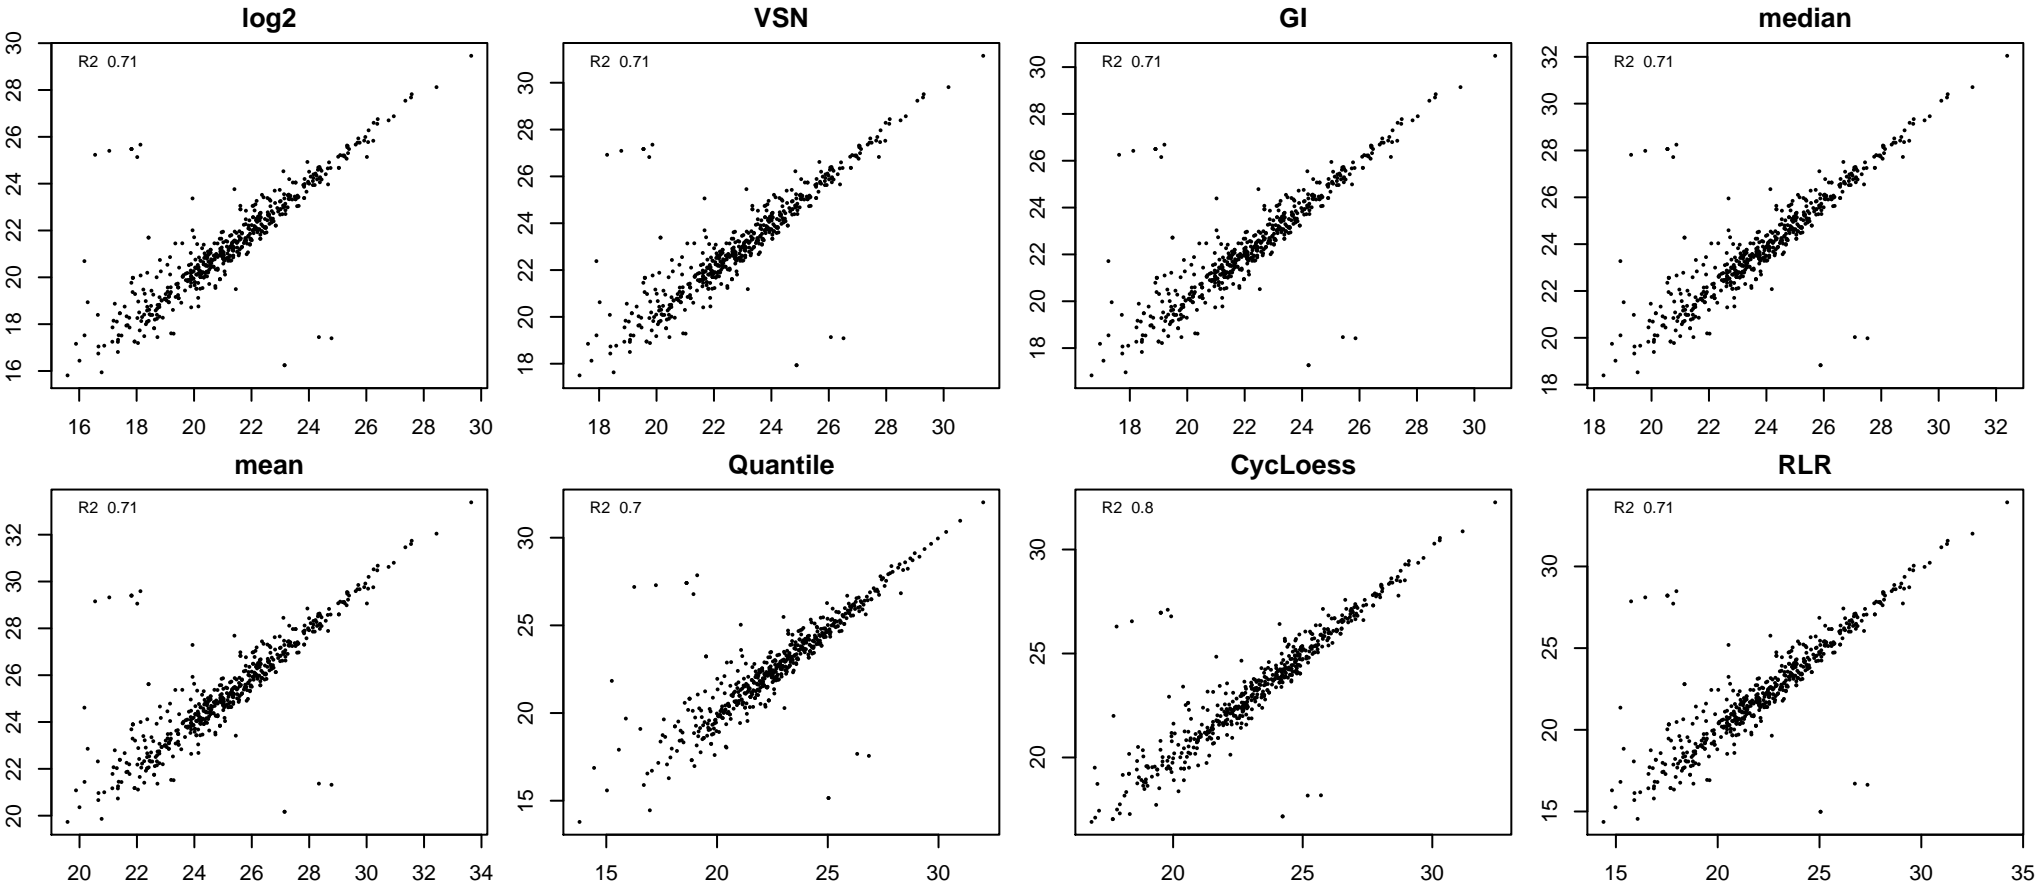 log2
VSN
GI
median
R2 0.71
R2 0.71
R2 0.71
R2 0.71
16 18 20 22 24 26 28 30
18 20 22 24 26 28 30
18 20 22 24 26 28 30
18 20 22 24 26 28 30 32
16 18 20 22 24 26 28 30
18 20 22 24 26 28 30
18 20 22 24 26 28 30
18 20 22 24 26 28 30 32
mean
Quantile
CycLoess
RLR
R2 0.71
R2 0.7
R2 0.8
R2 0.71
20 22 24 26 28 30 32
15 20 25 30
20 25 30
15 20 25 30
20 22 24 26 28 30 32 34
15 20 25 30
20 25 30
15 20 25 30 35